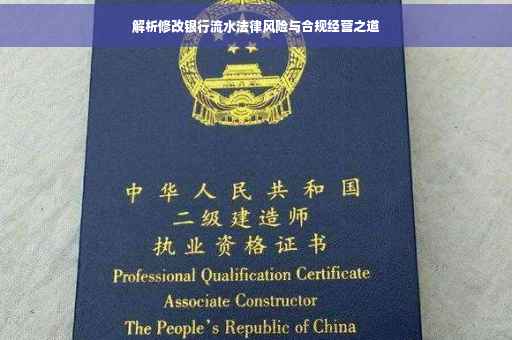 解析修改银行流水法律风险与合规经营之道
中华人民共和国
二级建造师
执业资格证书
Professional Qualification Certificate
Associate Constructor
The People's Republic of China